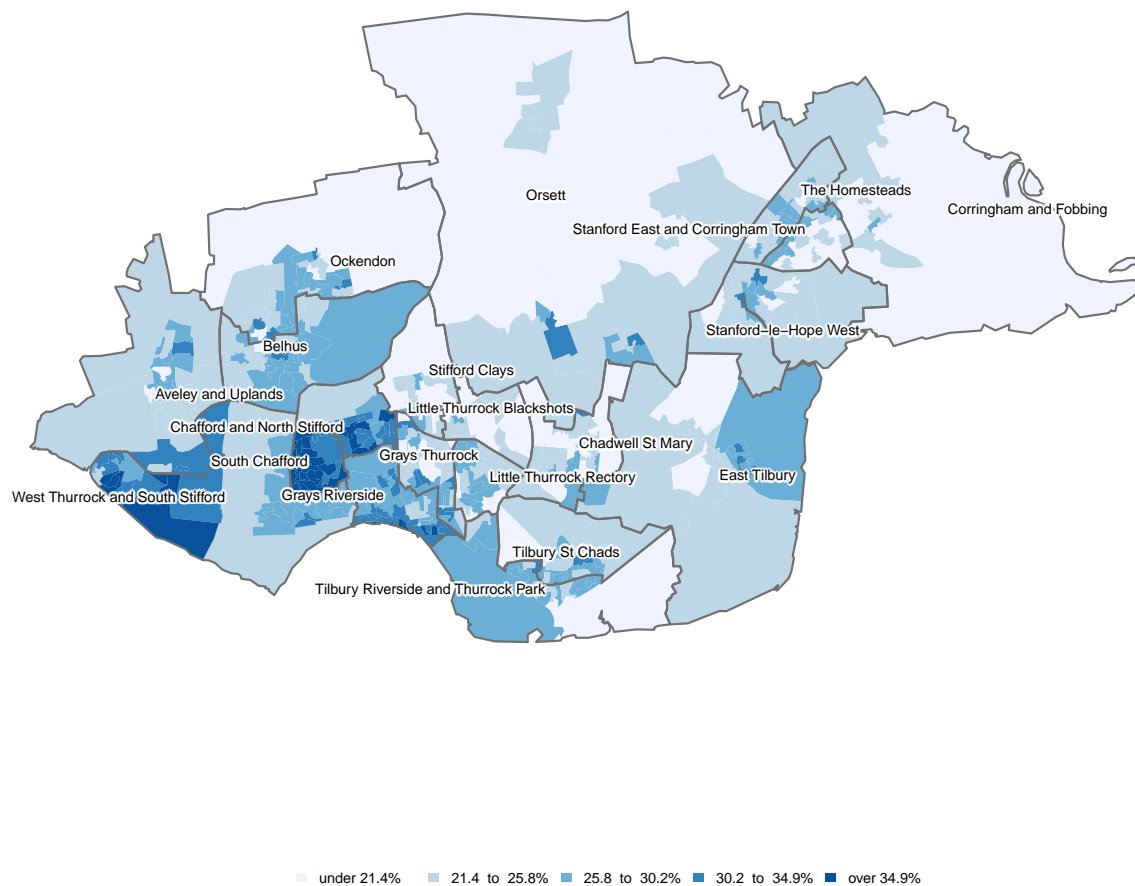 Orsett
The Homesteads
Corringham and Fobbing
Stanford East and Corringham Town
Ockendon
Stanford−le−Hope West
Belhus
Stifford Clays
Aveley and Uplands
Little Thurrock Blackshots
Chafford and North Stifford
Chadwell St Mary
Grays Thurrock
South Chafford
Little Thurrock Rectory
East Tilbury
West Thurrock and South Stifford
Grays Riverside
Tilbury St Chads
Tilbury Riverside and Thurrock Park
under 21.4% 21.4 to 25.8% 25.8 to 30.2% 30.2 to 34.9% over 34.9%